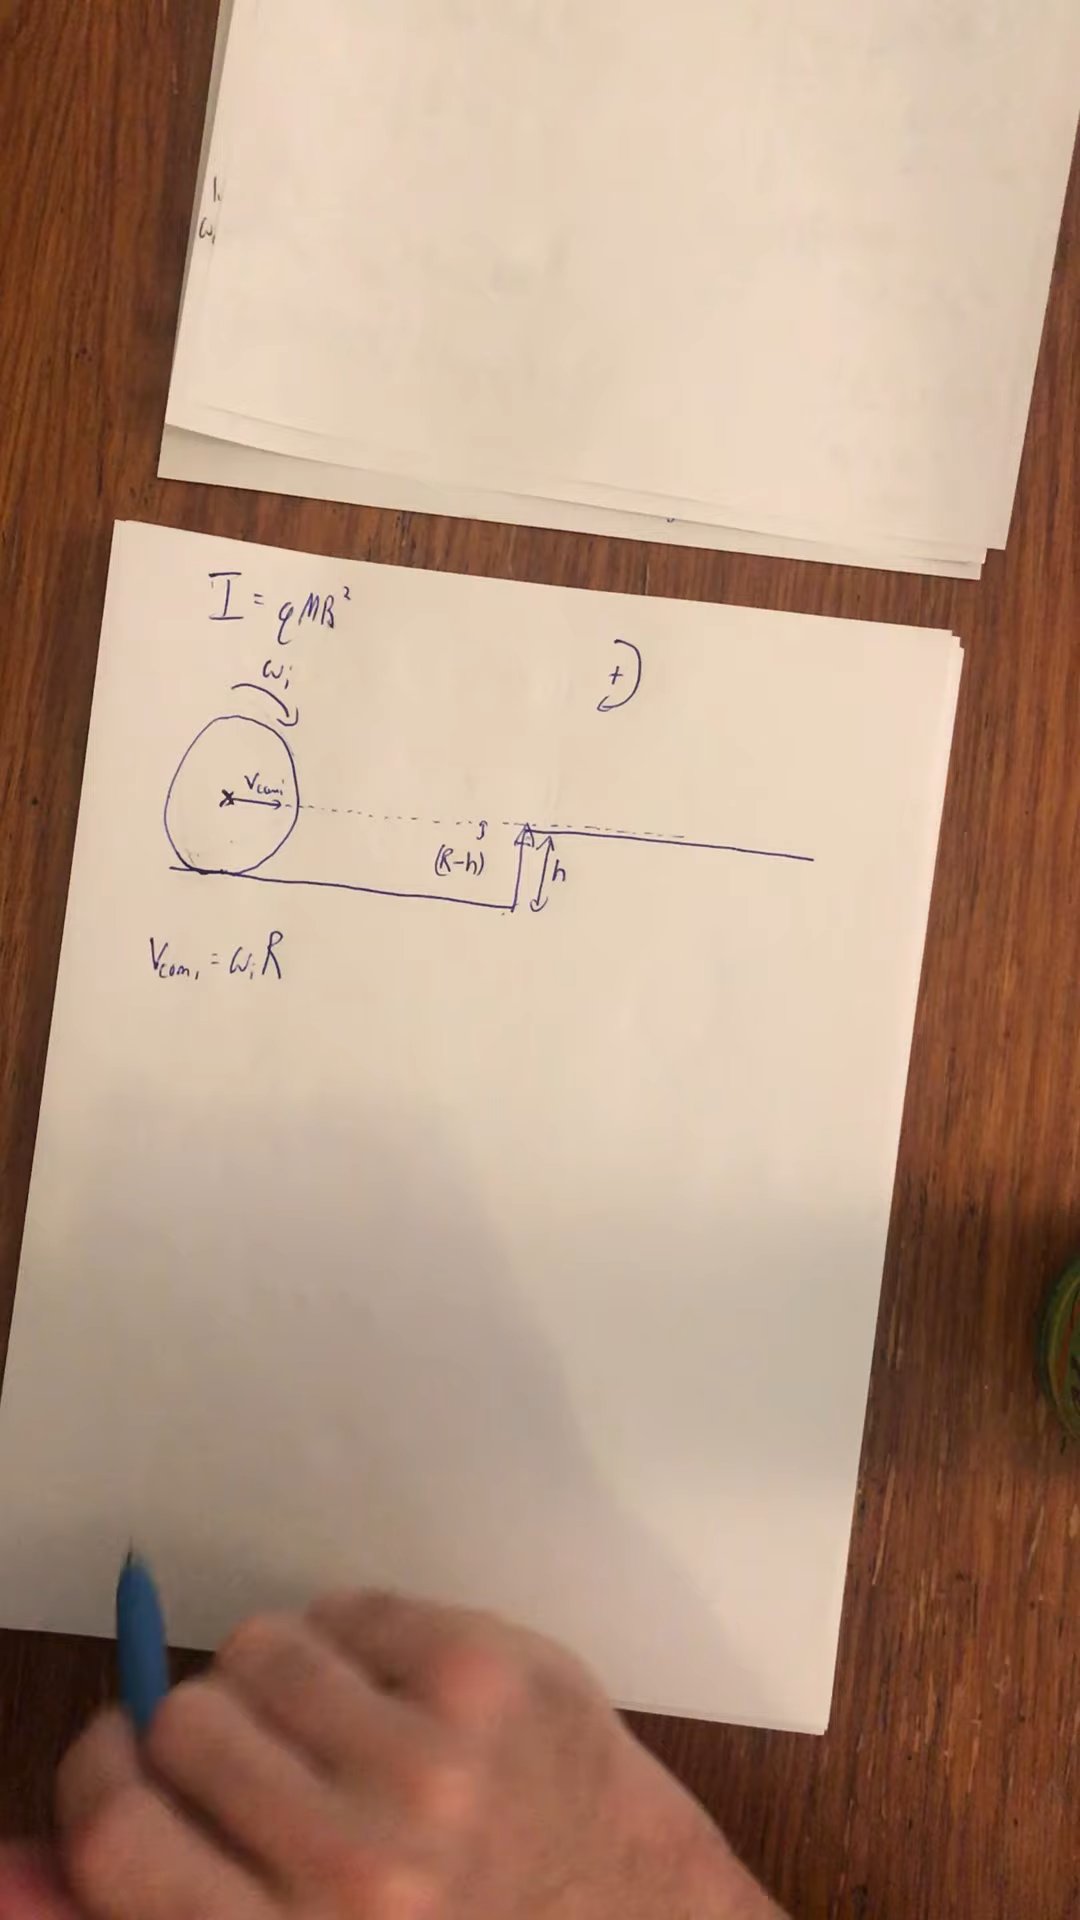 I = qMR²
ωᵢ
+
V_comᵢ
(R-h)
h
V_comᵢ = ωᵢR